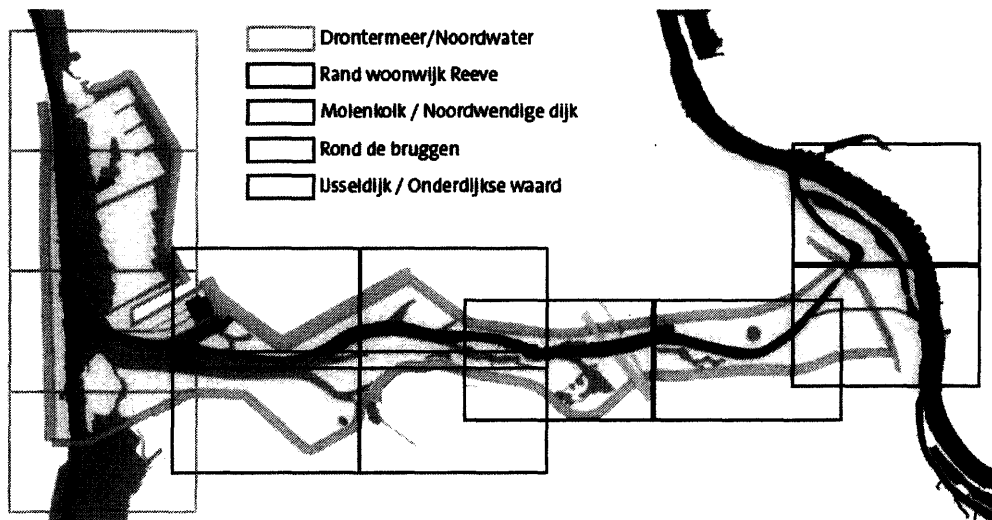 Drontermeer/Noordwater
Rand woonwijk Reeve
Molenkolk / Noordwendige dijk
Rond de bruggen
IJsseldijk / Onderdijkse waard